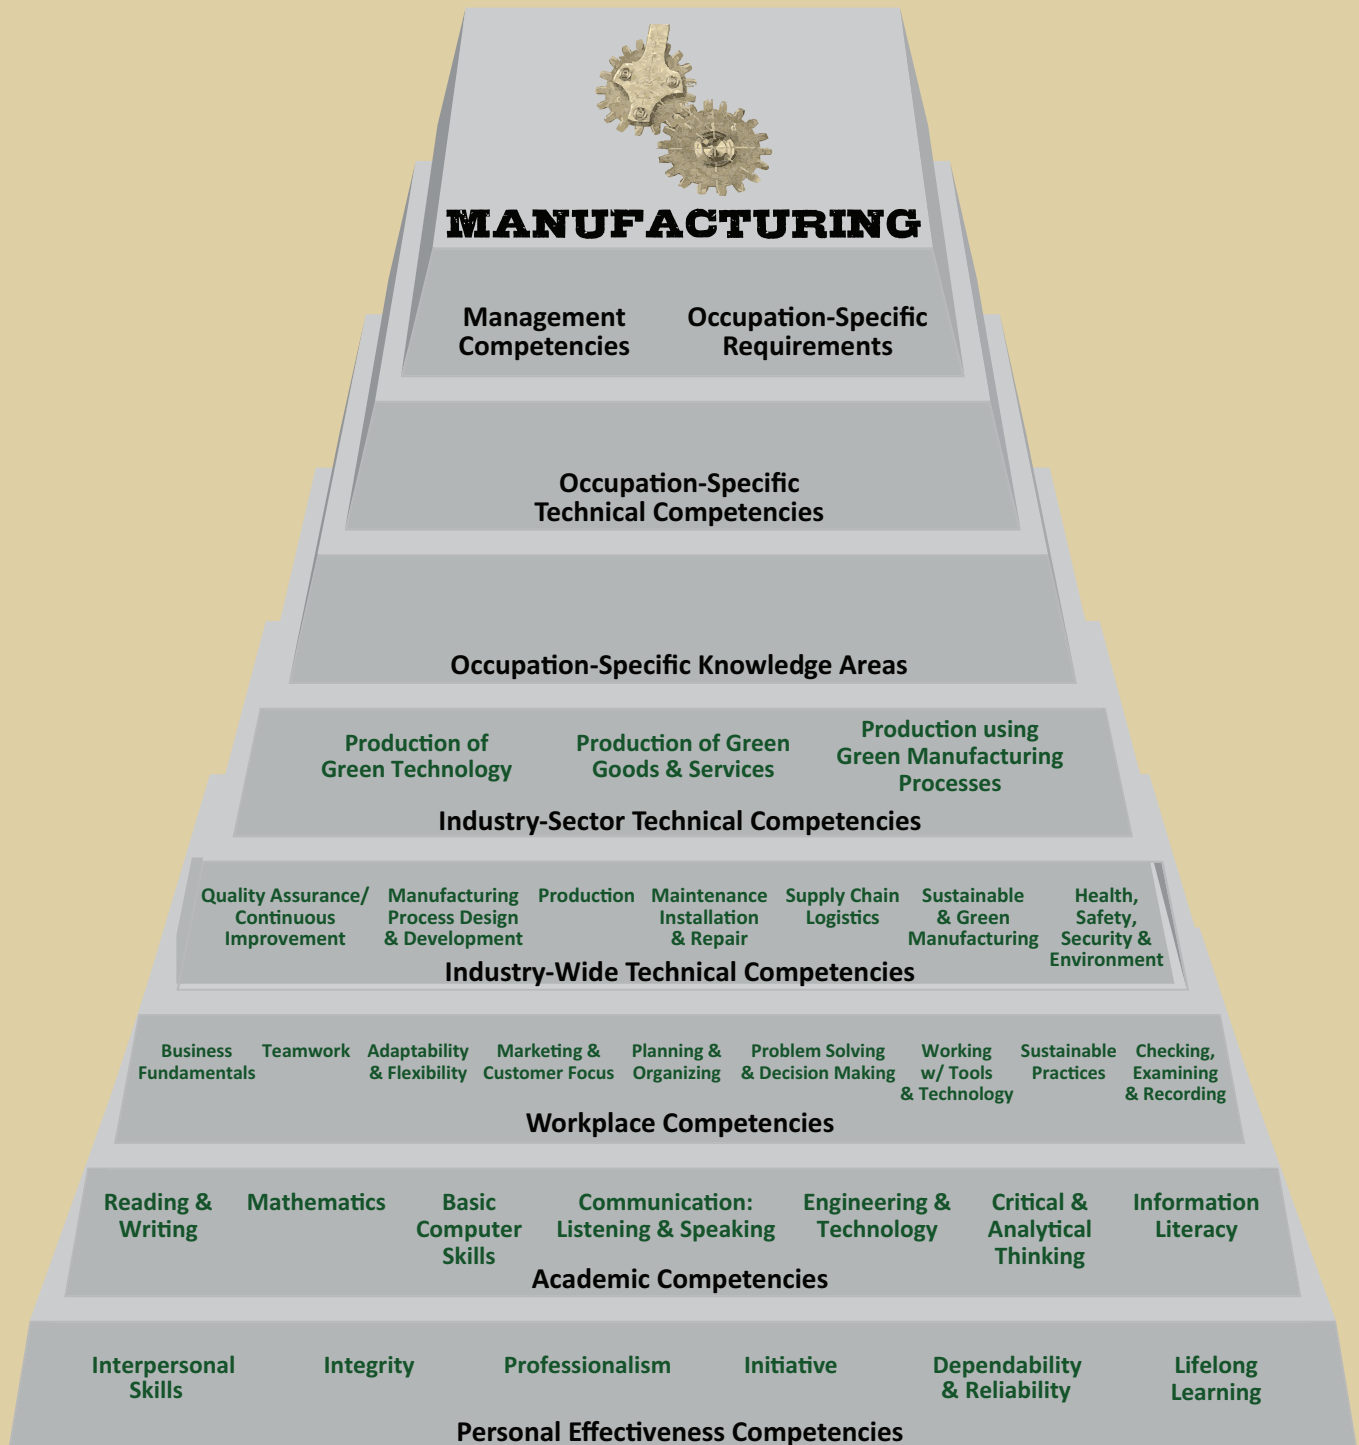 MANUFACTURING
Management
Competencies
Occupation-Specific
Requirements
Occupation-Specific
Technical Competencies
Occupation-Specific Knowledge Areas
Production of
Green Technology
Production of Green
Goods & Services
Production using
Green Manufacturing
Processes
Industry-Sector Technical Competencies
Quality Assurance/
Continuous
Improvement
Manufacturing
Process Design
& Development
Production
Maintenance
Installation
& Repair
Supply Chain
Logistics
Sustainable
& Green
Manufacturing
Health,
Safety,
Security &
Environment
Industry-Wide Technical Competencies
Business
Fundamentals
Teamwork
Adaptability
& Flexibility
Marketing &
Customer Focus
Planning &
Organizing
Problem Solving
& Decision Making
Working
w/ Tools
& Technology
Sustainable
Practices
Checking,
Examining
& Recording
Workplace Competencies
Reading &
Writing
Mathematics
Basic
Computer
Skills
Communication:
Listening & Speaking
Engineering &
Technology
Critical &
Analytical
Thinking
Information
Literacy
Academic Competencies
Interpersonal
Skills
Integrity
Professionalism
Initiative
Dependability
& Reliability
Lifelong
Learning
Personal Effectiveness Competencies